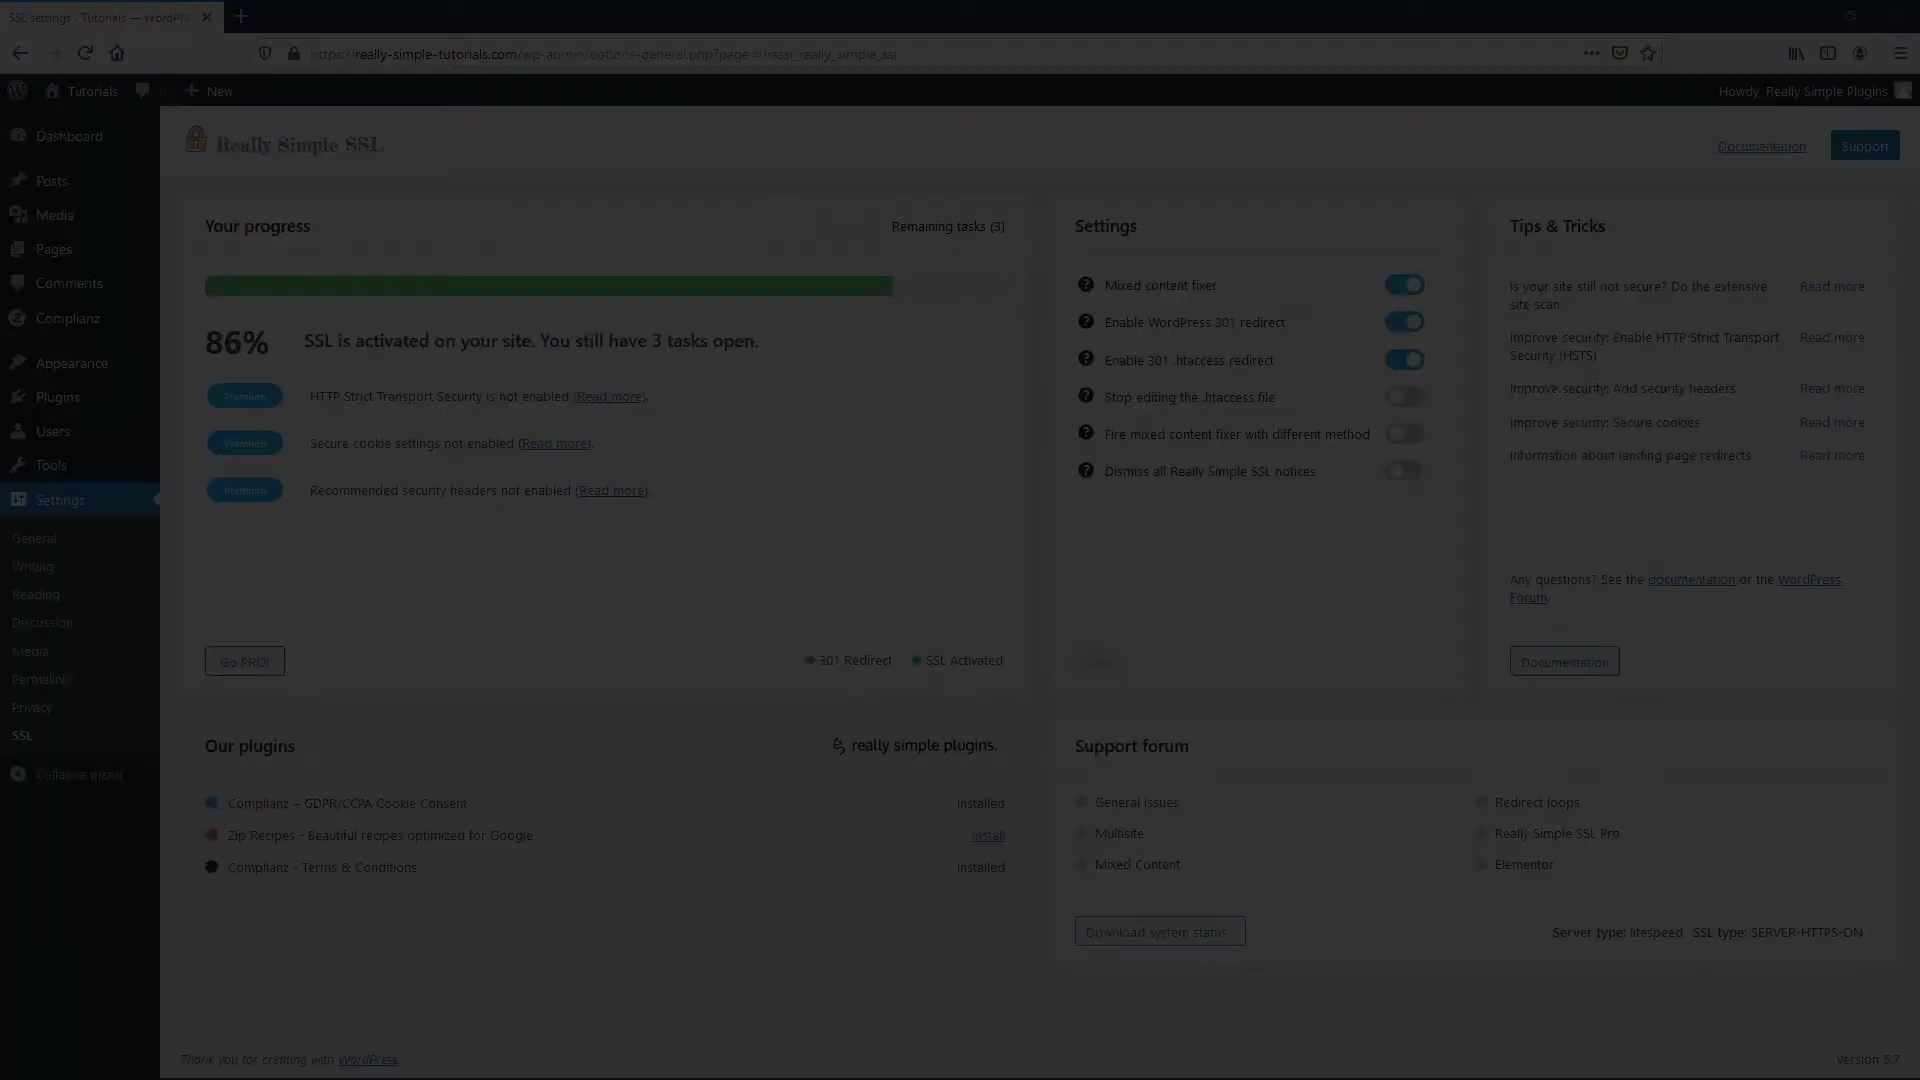 SSL settings - Tutorials — WordPr
https://really-simple-tutorials.com/wp-admin/options-general.php?page=rlrsssl_really_simple_ssl
Tutorials
New
Howdy, Really Simple Plugins
Dashboard
Posts
Media
Pages
Comments
Complianz
Appearance
Plugins
Users
Tools
Settings
General
Writing
Reading
Discussion
Media
Permalinks
Privacy
SSL
Collapse menu
Really Simple SSL
Documentation
Support
Your progress
Remaining tasks (3)
86%
SSL is activated on your site. You still have 3 tasks open.
Premium
HTTP Strict Transport Security is not enabled (Read more).
Premium
Secure cookie settings not enabled (Read more).
Premium
Recommended security headers not enabled (Read more).
Go PRO!
301 Redirect
SSL Activated
Settings
Mixed content fixer
Enable WordPress 301 redirect
Enable 301 .htaccess redirect
Stop editing the .htaccess file
Fire mixed content fixer with different method
Dismiss all Really Simple SSL notices
Tips & Tricks
Is your site still not secure? Do the extensive
site scan
Read more
Improve security: Enable HTTP Strict Transport
Security (HSTS)
Read more
Improve security: Add security headers
Read more
Improve security: Secure cookies
Read more
Information about landing page redirects
Read more
Any questions? See the documentation or the WordPress
Forum.
Documentation
Our plugins
really simple plugins.
Complianz – GDPR/CCPA Cookie Consent
Installed
Zip Recipes - Beautiful recipes optimized for Google
Install
Complianz - Terms & Conditions
Installed
Support forum
General issues
Redirect loops
Multisite
Really Simple SSL Pro
Mixed Content
Elementor
Download system status
Server type: litespeed
SSL type: SERVER-HTTPS-ON
Thank you for creating with WordPress.
Version 5.7